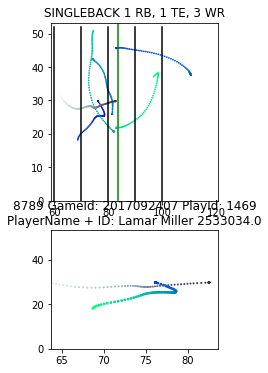 SINGLEBACK 1 RB, 1 TE, 3 WR
50
40
30
20
10
0
60 80 100 120
8789 GameId: 2017092407 PlayId: 1469
PlayerName + ID: Lamar Miller 2533034.0
40
20
0
65 70 75 80